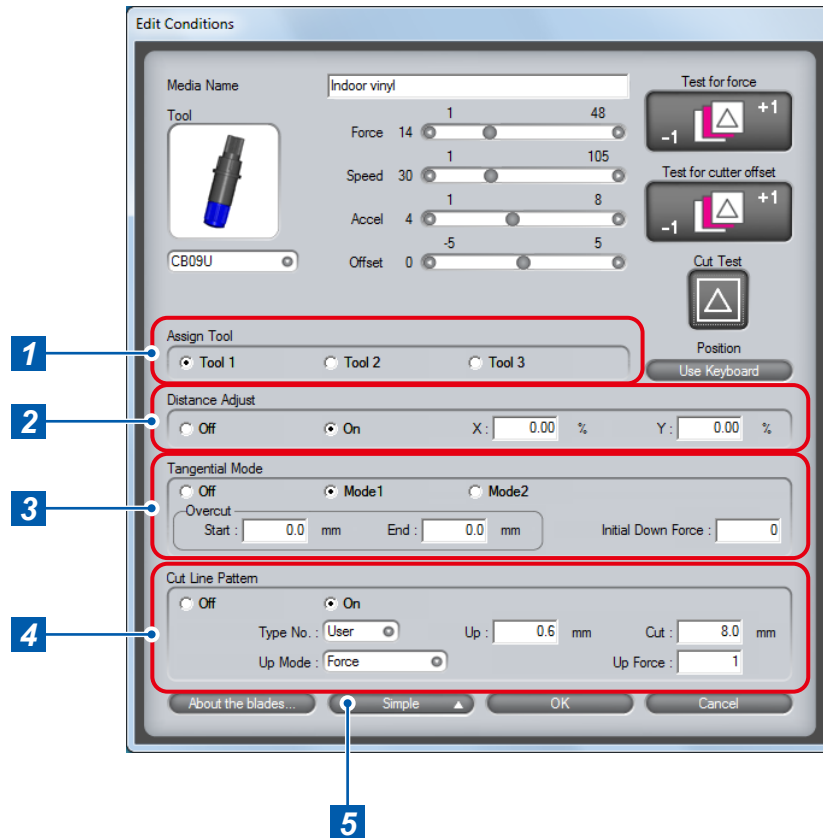 Edit Conditions
Media Name Indoor vinyl
Test for force
-1 +1
Tool
1 48
Force 14
1 105
Speed 30
Test for cutter offset
-1 +1
1 8
Accel 4
-5 5
CB09U Offset 0
Cut Test
1
Assign Tool
Tool 1 Tool 2 Tool 3
Position
Use Keyboard
2
Distance Adjust
Off On X : 0.00 % Y : 0.00 %
3
Tangential Mode
Off Mode1 Mode2
Overcut
Start : 0.0 mm End : 0.0 mm Initial Down Force : 0
4
Cut Line Pattern
Off On
Type No. : User Up : 0.6 mm Cut : 8.0 mm
Up Mode : Force Up Force : 1
About the blades... Simple OK Cancel
5